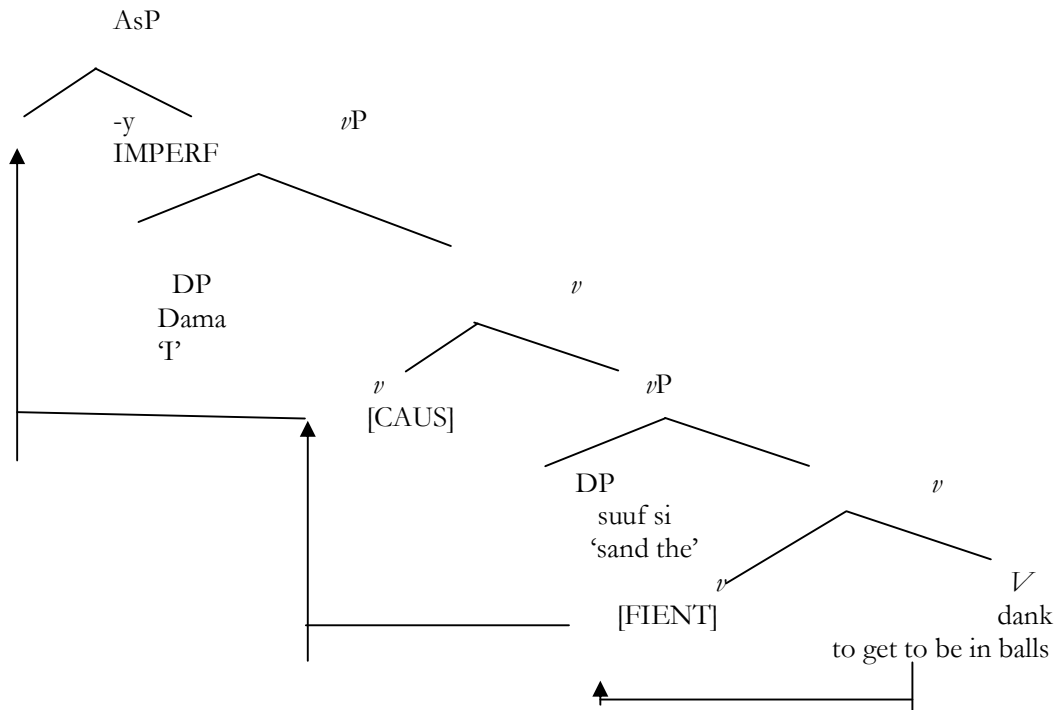 AsP
-y
IMPERF
vP
DP
Dama
‘I’
v
v
[CAUS]
vP
DP
suuf si
‘sand the’
v
v
[FIENT]
V
dank
to get to be in balls